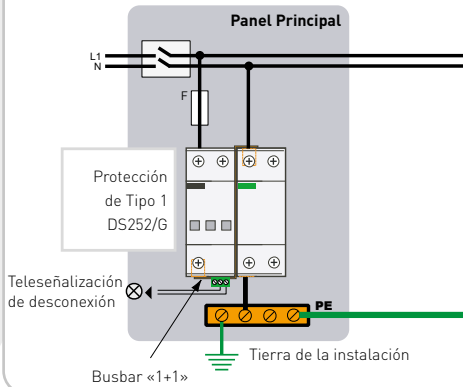 Panel Principal
L1
N
F
Protección
de Tipo 1
DS252/G
Teleseñalización
de desconexión
PE
Tierra de la instalación
Busbar «1+1»